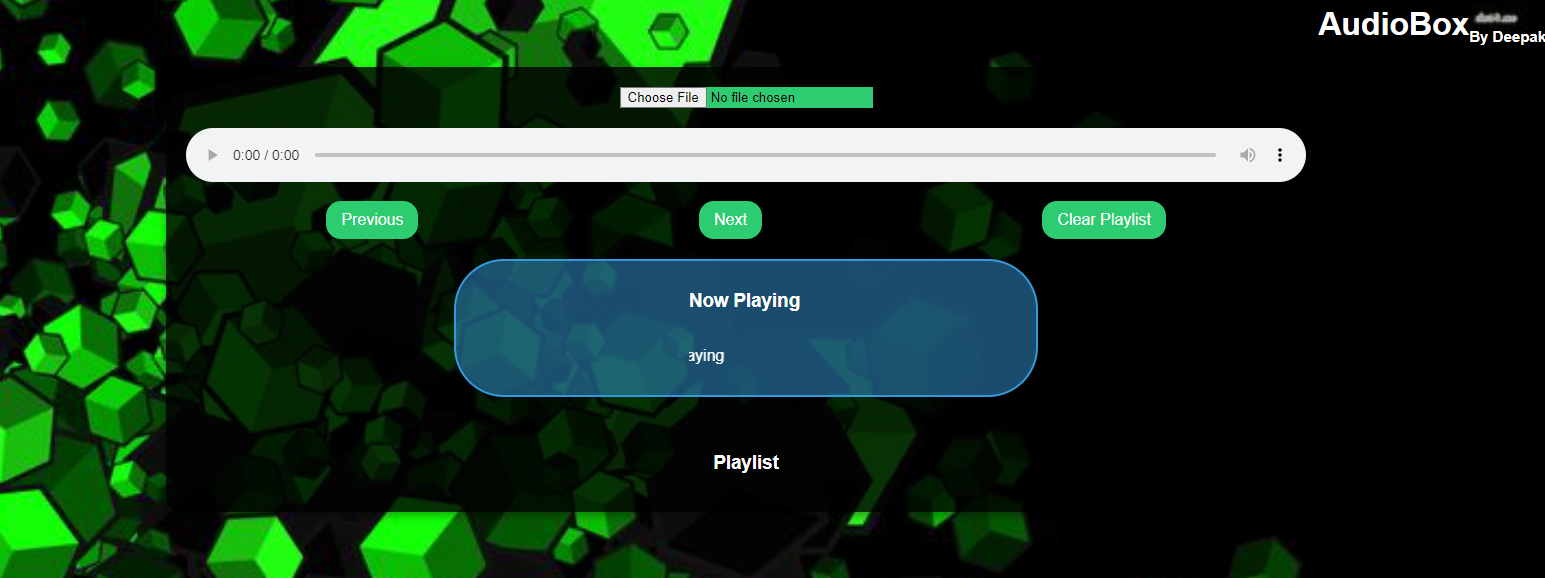 AudioBox
By Deepak
Choose File No file chosen
0:00 / 0:00
Previous Next Clear Playlist
Now Playing
aying
Playlist